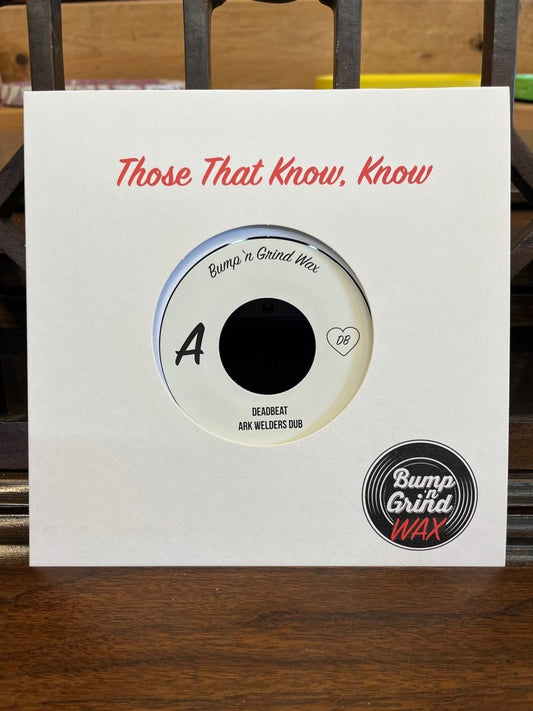 Those That Know, Know
Bump 'n Grind Wax
A
DB
DEADBEAT
ARK WELDERS DUB
Bump
n
Grind
WAX